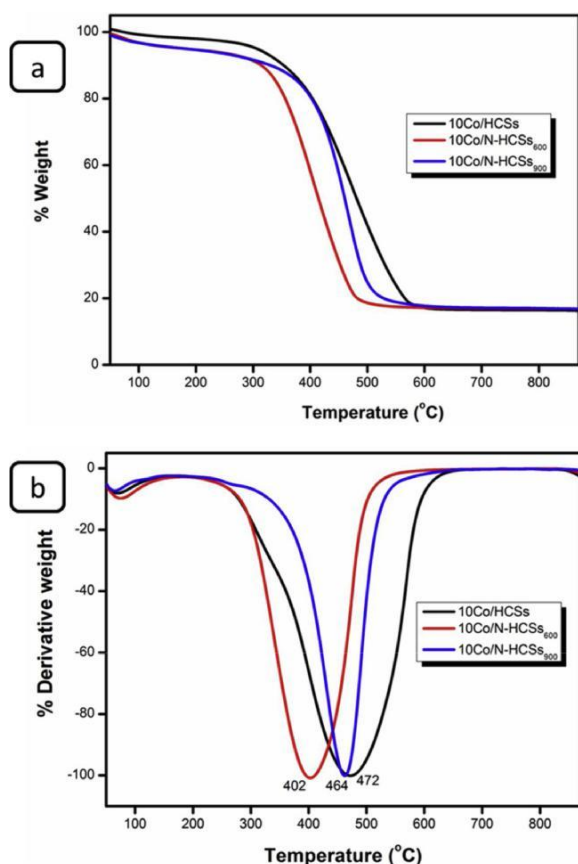 a
100
80
60
40
20
0
% Weight
10Co/HCSs
10Co/N-HCSs₆₀₀
10Co/N-HCSs₉₀₀
100 200 300 400 500 600 700 800
Temperature (°C)
b
0
-20
-40
-60
-80
-100
% Derivative weight
10Co/HCSs
10Co/N-HCSs₆₀₀
10Co/N-HCSs₉₀₀
402 464 472
100 200 300 400 500 600 700 800
Temperature (°C)